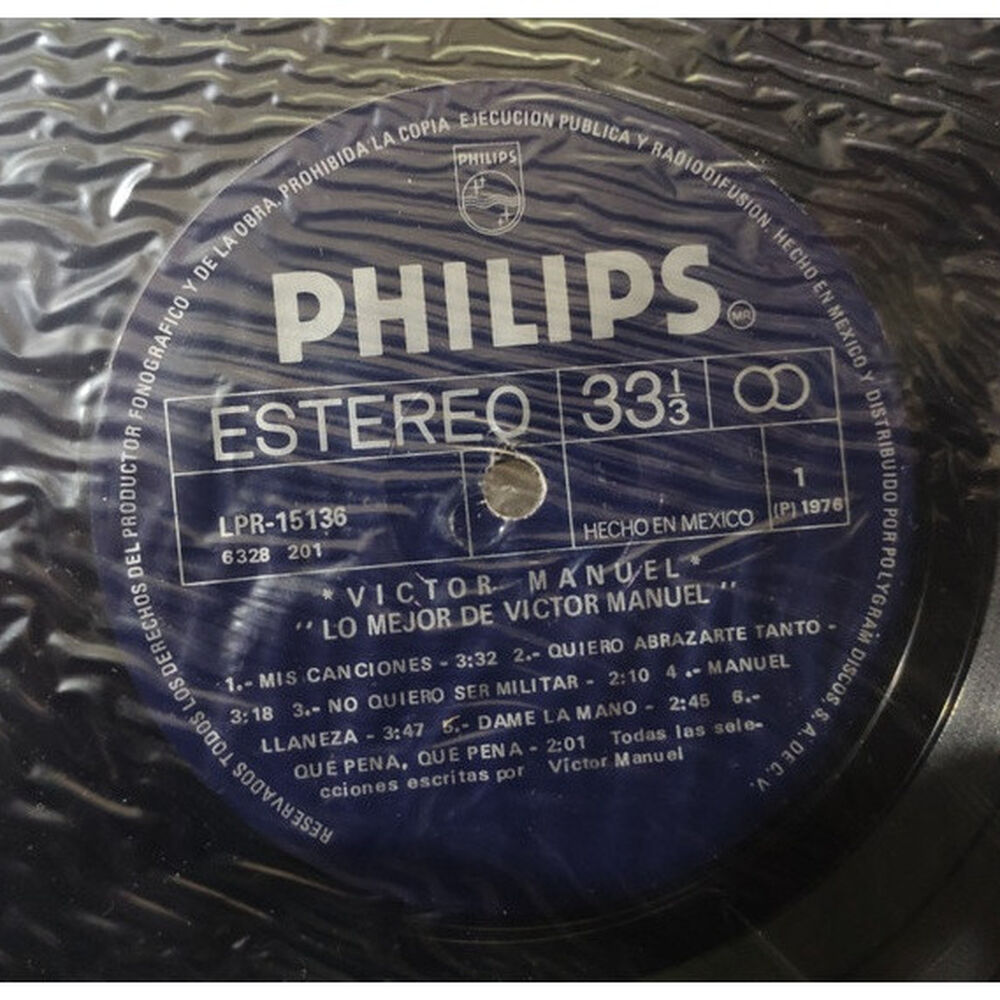 RESERVADOS TODOS LOS DERECHOS DEL PRODUCTOR FONOGRAFICO Y DE LA OBRA. PROHIBIDA LA COPIA EJECUCION PUBLICA Y RADIODIFUSION. HECHO EN MEXICO Y DISTRIBUIDO POR POLYGRAM DISCOS, S.A. DE C.V.
PHILIPS
PHILIPS MR
ESTEREO 33 1/3
LPR-15136
6328 201
HECHO EN MEXICO
1
(P) 1976
* VICTOR MANUEL *
"LO MEJOR DE VICTOR MANUEL"
1.- MIS CANCIONES - 3:32 2.- QUIERO ABRAZARTE TANTO -
3:18 3.- NO QUIERO SER MILITAR - 2:10 4.- MANUEL
LLANEZA - 3:47 5.- DAME LA MANO - 2:45 6.-
QUE PENA, QUE PENA - 2:01 Todas las sele-
cciones escritas por Víctor Manuel